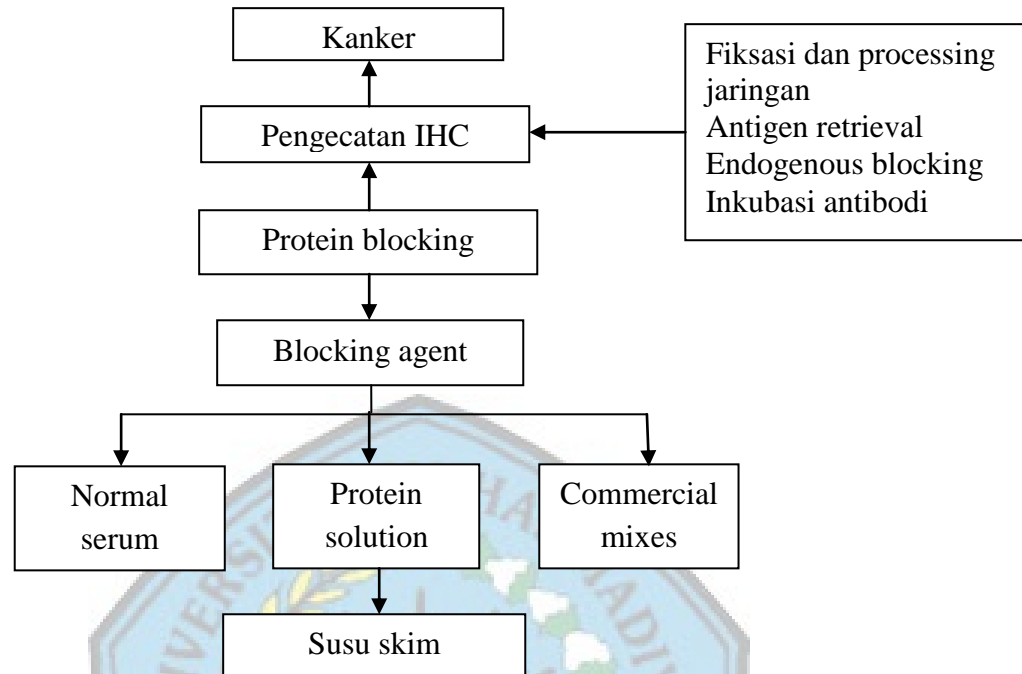 Kanker
Fiksasi dan processing
jaringan
Antigen retrieval
Endogenous blocking
Inkubasi antibodi
Pengecatan IHC
Protein blocking
Blocking agent
Normal
serum
Protein
solution
Commercial
mixes
Susu skim